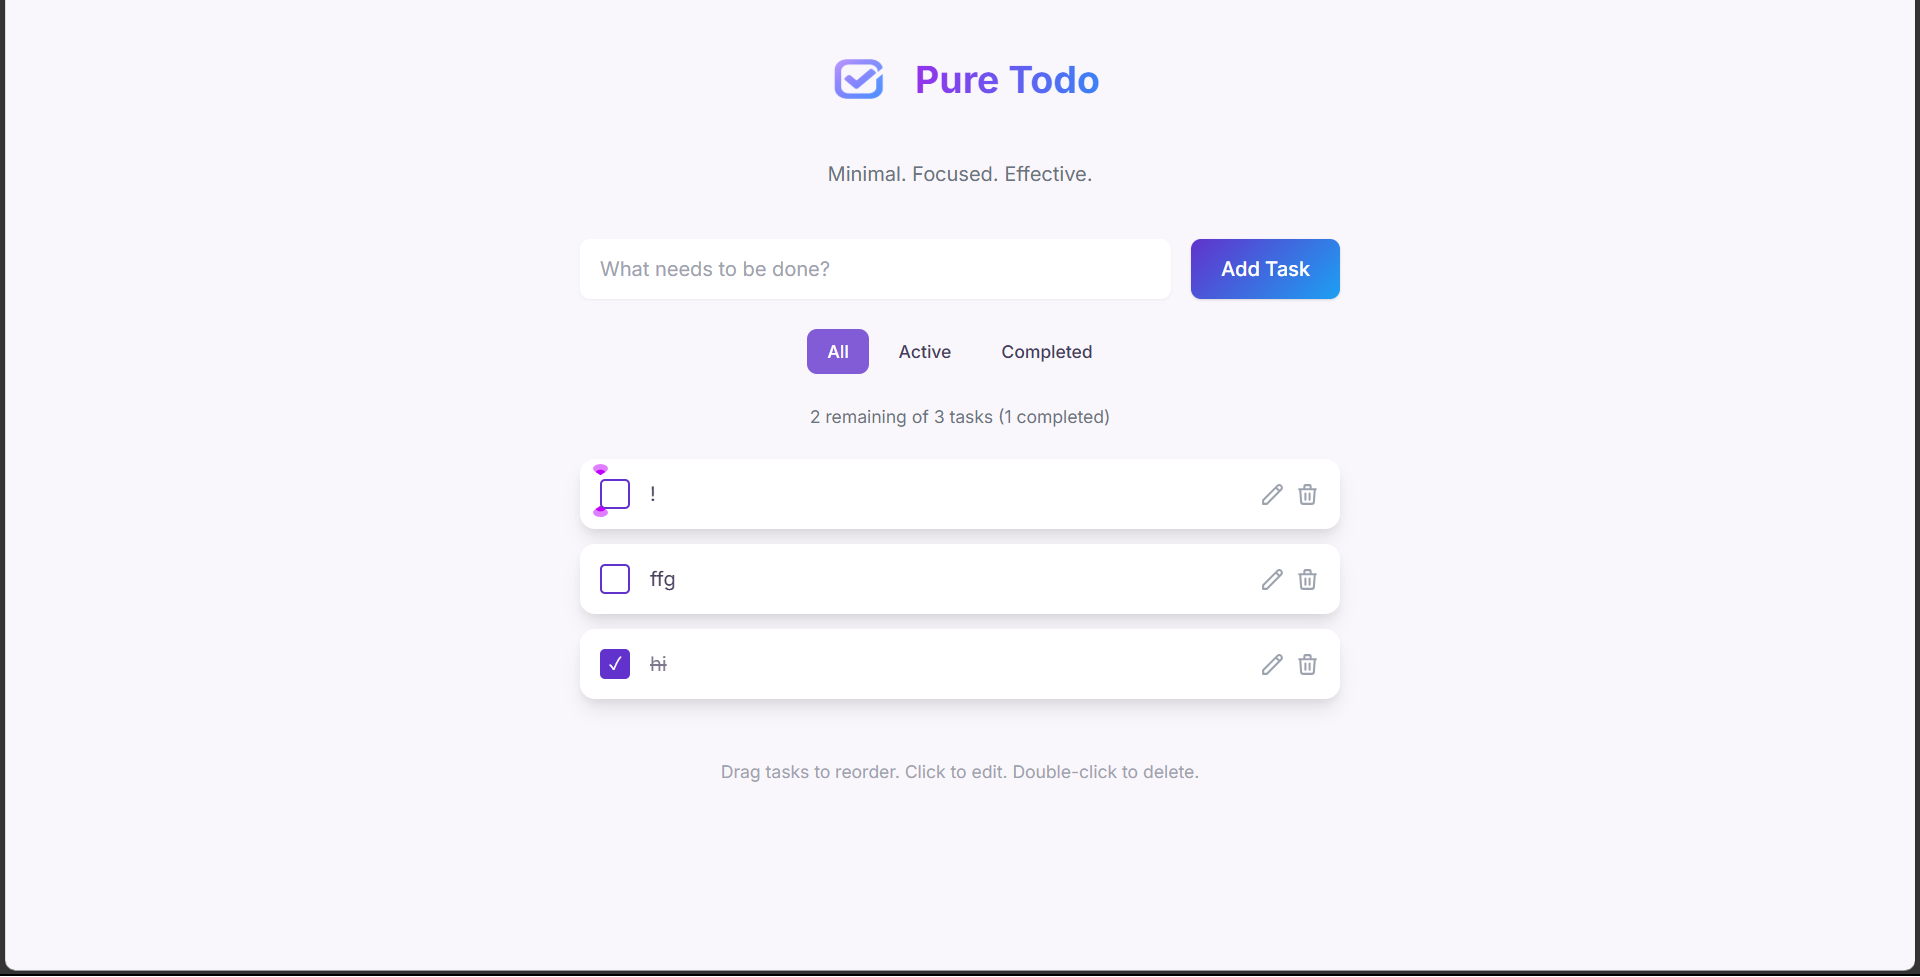 Pure Todo
Minimal. Focused. Effective.
What needs to be done?
Add Task
All
Active
Completed
2 remaining of 3 tasks (1 completed)
!
ffg
hi
Drag tasks to reorder. Click to edit. Double-click to delete.